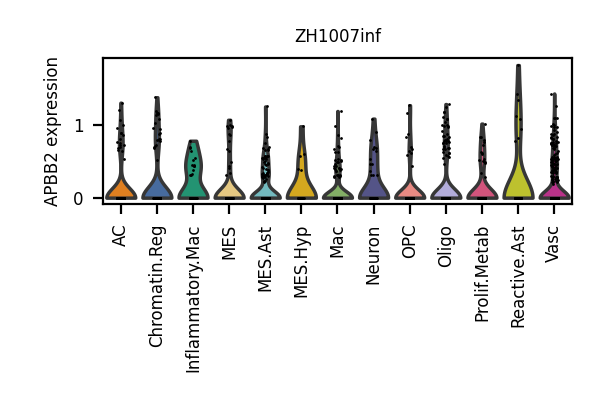 ZH1007inf
APBB2 expression
1
0
AC
Chromatin.Reg
Inflammatory.Mac
MES
MES.Ast
MES.Hyp
Mac
Neuron
OPC
Oligo
Prolif.Metab
Reactive.Ast
Vasc